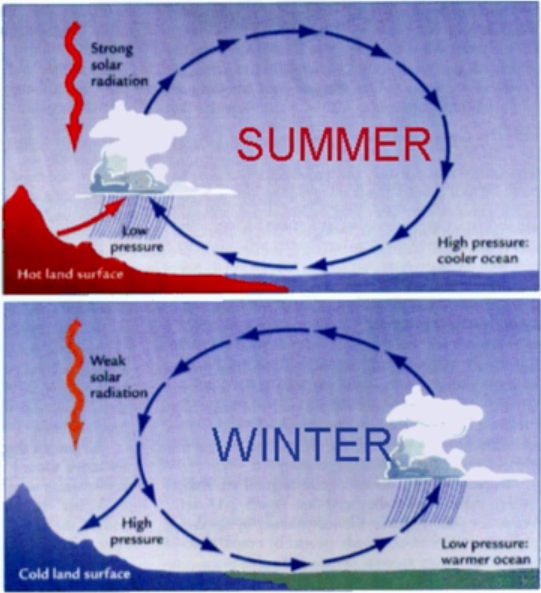 Strong
solar
radiation
SUMMER
Low
pressure
High pressure:
cooler ocean
Hot land surface
Weak
solar
radiation
WINTER
High
pressure
Low pressure:
warmer ocean
Cold land surface